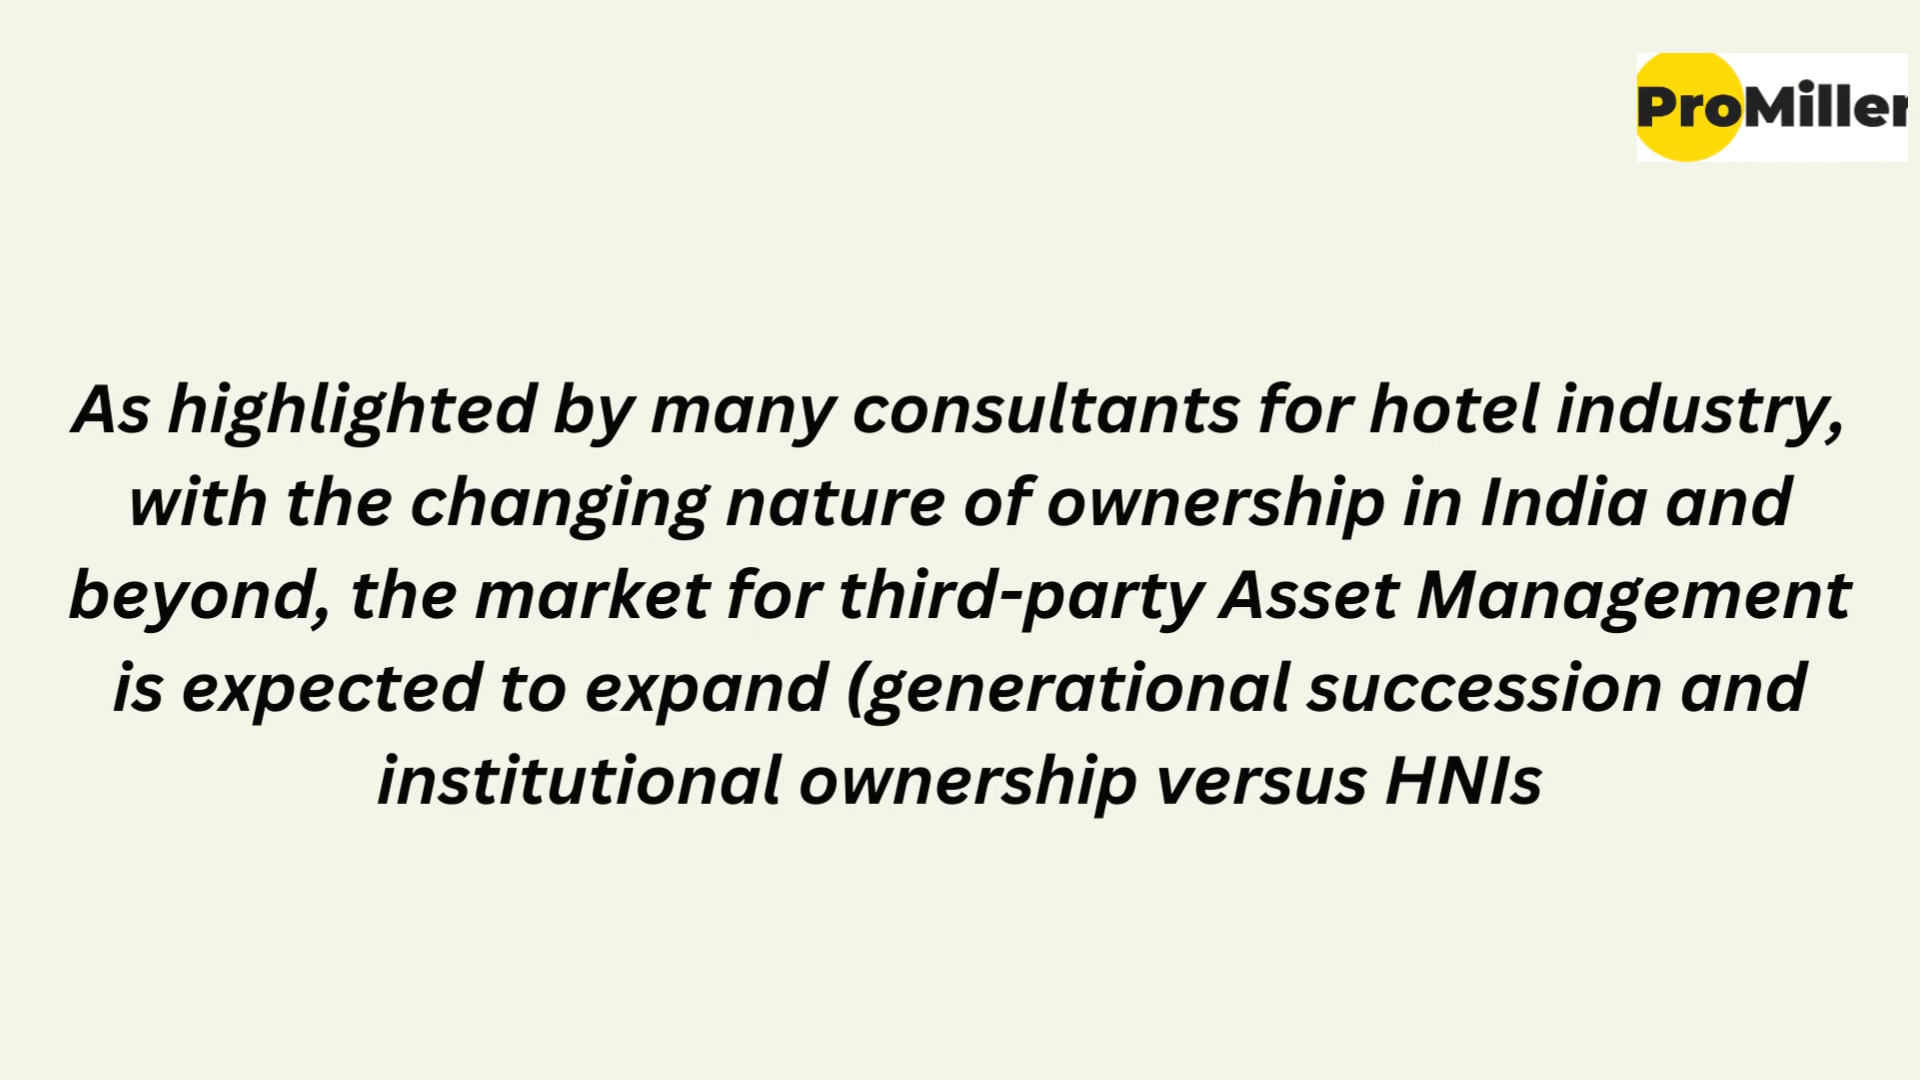 ProMiller
As highlighted by many consultants for hotel industry,
with the changing nature of ownership in India and
beyond, the market for third-party Asset Management
is expected to expand (generational succession and
institutional ownership versus HNIs